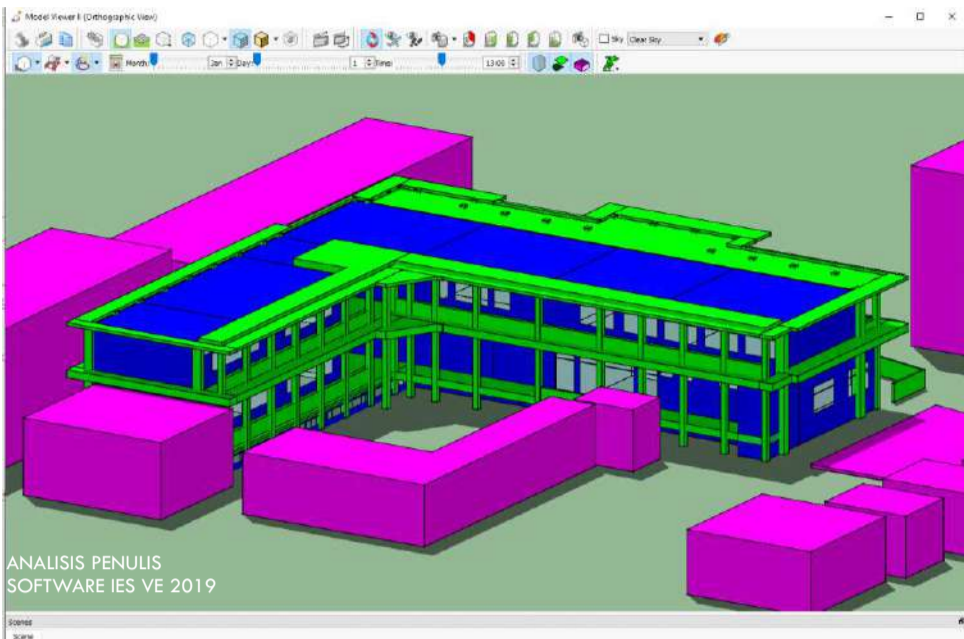 Model Viewer II (Orthographic View)
Sky Clear Sky
Month: Jan Day: 1 Time: 13:00
ANALISIS PENULIS
SOFTWARE IES VE 2019
Scenes
Scene